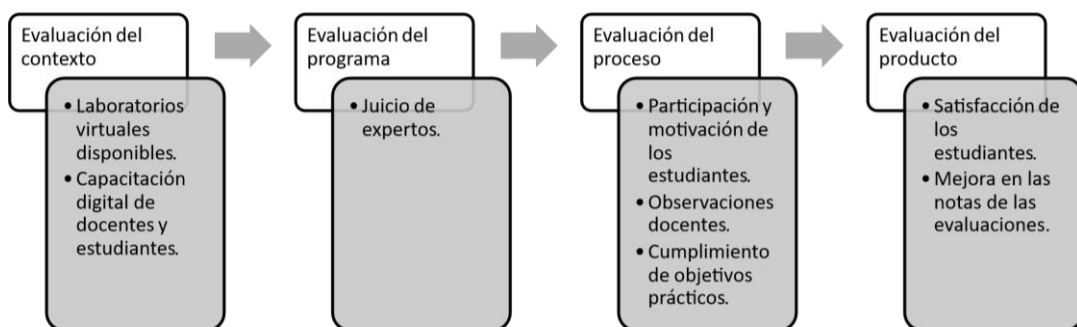 Evaluación del
contexto
• Laboratorios
virtuales
disponibles.
• Capacitación
digital de
docentes y
estudiantes.
Evaluación del
programa
• Juicio de
expertos.
Evaluación del
proceso
• Participación y
motivación de
los
estudiantes.
• Observaciones
docentes.
• Cumplimiento
de objetivos
prácticos.
Evaluación del
producto
• Satisfacción de
los
estudiantes.
• Mejora en las
notas de las
evaluaciones.